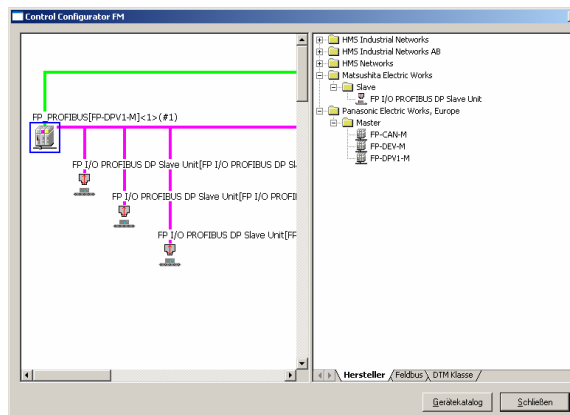 Control Configurator FM
FP_PROFIBUS[FP-DPV1-M]<1>(#1)
FP I/O PROFIBUS DP Slave Unit[FP I/O PROFIBUS DP Sl
FP I/O PROFIBUS DP Slave Unit[FP I/O PROFI
FP I/O PROFIBUS DP Slave Unit[FP
HMS Industrial Networks
HMS Industrial Networks AB
HMS Networks
Matsushita Electric Works
Slave
FP I/O PROFIBUS DP Slave Unit
Panasonic Electric Works, Europe
Master
FP-CAN-M
FP-DEV-M
FP-DPV1-M
Hersteller Feldbus DTM Klasse
Gerätekatalog Schließen